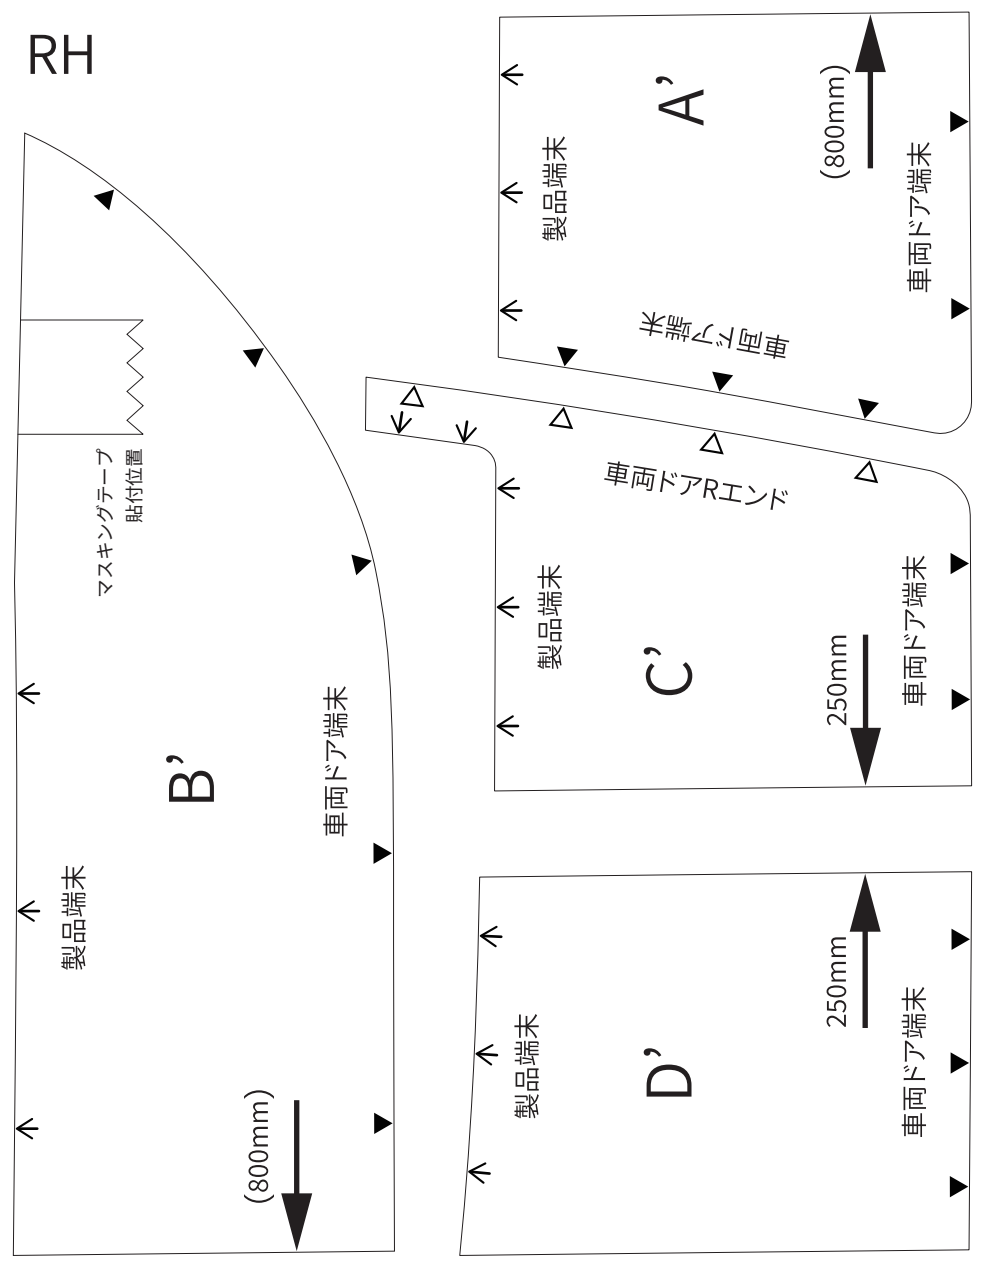 RH
A’
(800mm)
製品端末
車両ドア端末
車両ドア端末
マスキングテープ
貼付位置
B’
車両ドア端末
製品端末
(800mm)
車両ドアRエンド
製品端末
C’
250mm
車両ドア端末
250mm
製品端末
D’
車両ドア端末